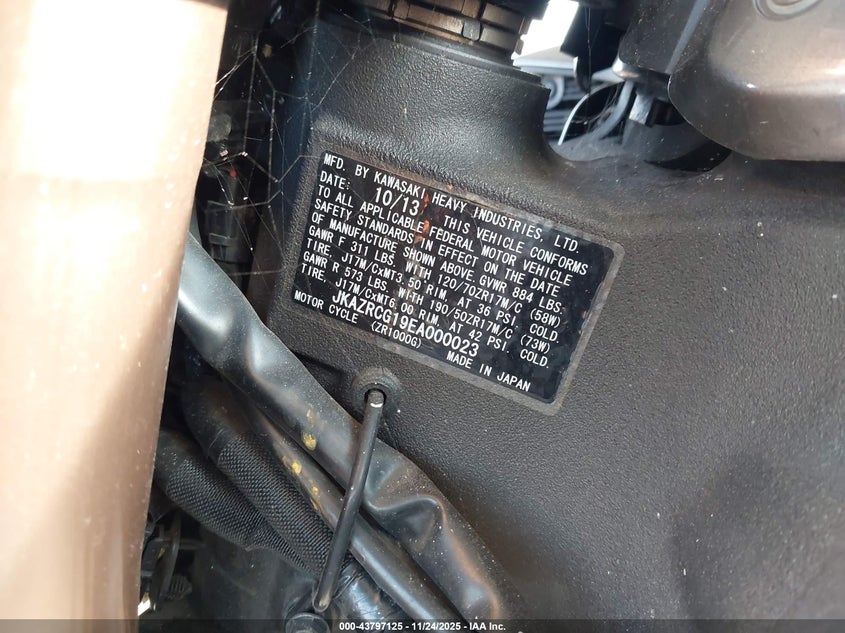 MFD. BY KAWASAKI HEAVY INDUSTRIES, LTD.
DATE: 10/13 THIS VEHICLE CONFORMS
TO ALL APPLICABLE FEDERAL MOTOR VEHICLE
SAFETY STANDARDS IN EFFECT ON THE DATE
OF MANUFACTURE SHOWN ABOVE. GVWR 884 LBS.
GAWR F 311 LBS. WITH 120/70ZR17M/C (58W)
TIRE, J17M/CxMT3.50 RIM, AT 36 PSI. COLD.
GAWR R 573 LBS. WITH 190/50ZR17M/C (73W)
TIRE, J17M/CxMT6.00 RIM, AT 42 PSI. COLD.
JKAZRCG19EA000023
MOTOR CYCLE (ZR1000G) MADE IN JAPAN
000-43797125 - 11/24/2025 - IAA Inc.